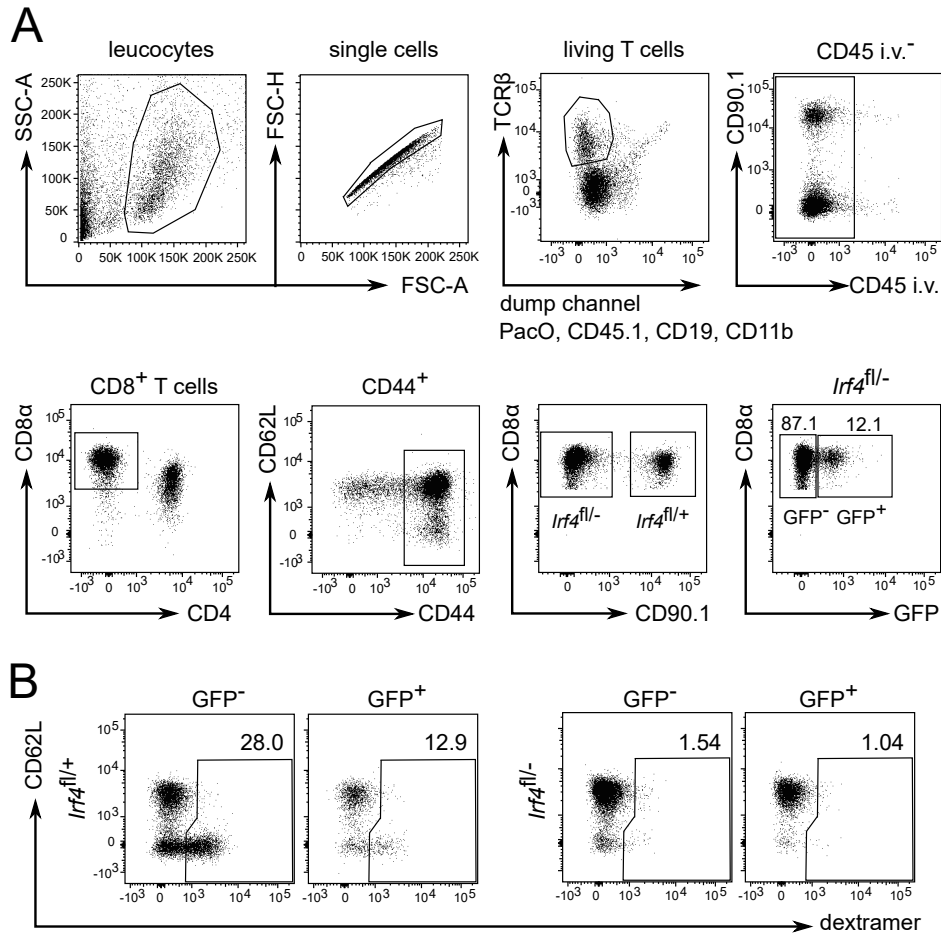 A
leucocytes
single cells
living T cells
CD45 i.v.⁻
SSC-A
250K
200K
150K
100K
50K
0
0 50K 100K 150K 200K 250K
FSC-H
250K
200K
150K
100K
50K
0
0 50K 100K 150K 200K 250K
FSC-A
TCRβ
10⁵
10⁴
10³
0
-10³
-10³ 0 10³ 10⁴ 10⁵
dump channel
PacO, CD45.1, CD19, CD11b
CD90.1
10⁵
10⁴
10³
0
-10³ 0 10³ 10⁴ 10⁵
CD45 i.v.
CD8⁺ T cells
CD44⁺
Irf4ᶠˡ/⁻
CD8α
10⁵
10⁴
10³
0
-10³
-10³ 0 10³ 10⁴ 10⁵
CD4
CD62L
10⁵
10⁴
10³
0
-10³
-10³ 0 10³ 10⁴ 10⁵
CD44
CD8α
10⁵
10⁴
10³
0
Irf4ᶠˡ/⁻
Irf4ᶠˡ/⁺
-10³ 0 10³ 10⁴ 10⁵
CD90.1
CD8α
10⁵
10⁴
10³
0
87.1
12.1
GFP⁻
GFP⁺
0 10³ 10⁴ 10⁵
GFP
B
GFP⁻
GFP⁺
GFP⁻
GFP⁺
CD62L
Irf4ᶠˡ/⁺
10⁵
10⁴
10³
0
-10³
28.0
0 10³ 10⁴ 10⁵
12.9
0 10³ 10⁴ 10⁵
Irf4ᶠˡ/⁻
1.54
0 10³ 10⁴ 10⁵
1.04
0 10³ 10⁴ 10⁵
dextramer